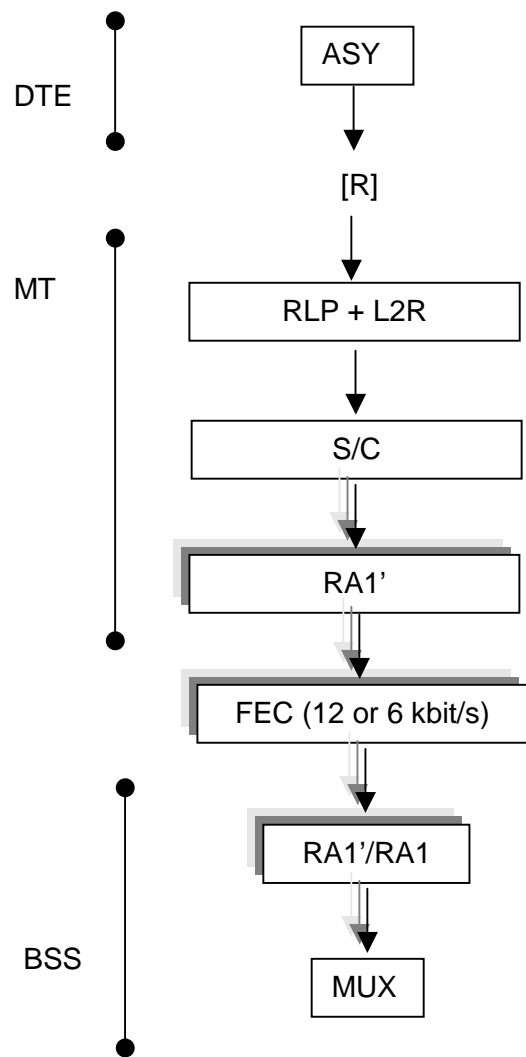 ASY
DTE
[R]
MT
RLP + L2R
S/C
RA1’
FEC (12 or 6 kbit/s)
RA1’/RA1
BSS
MUX